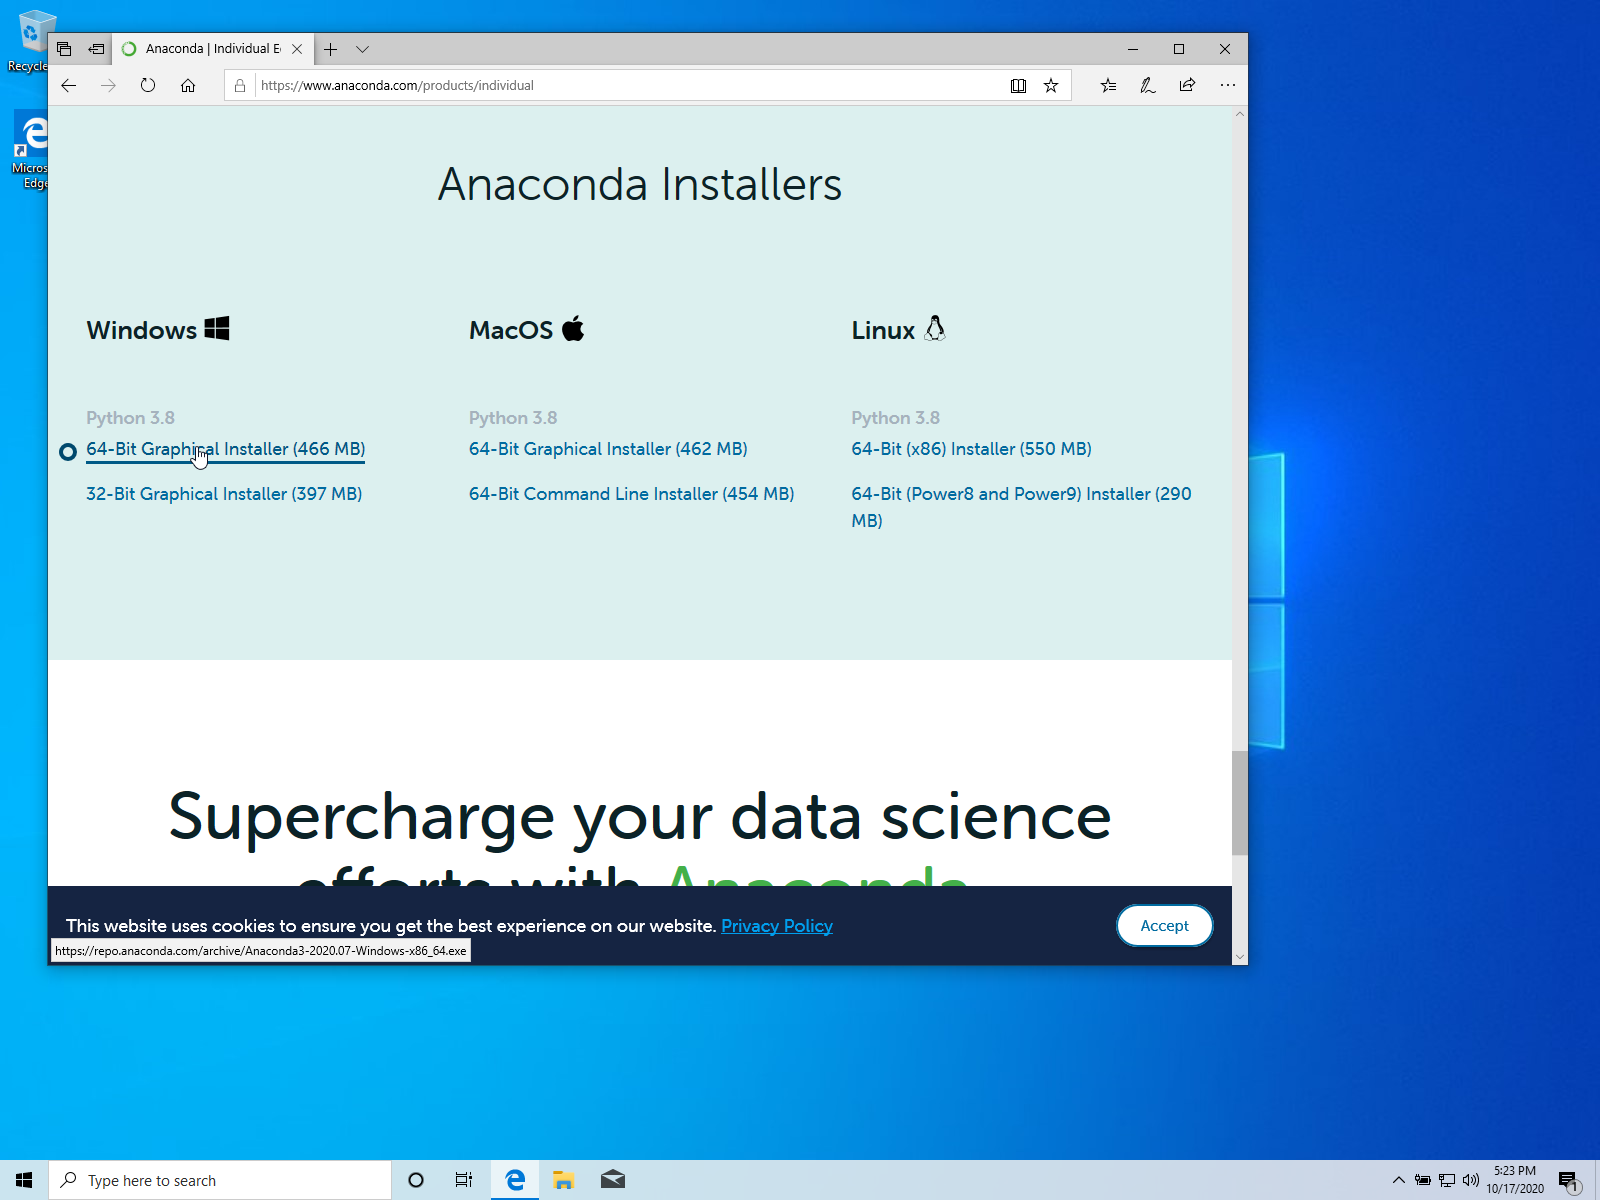 Recycle
Micros
Edge
Anaconda | Individual E
https://www.anaconda.com/products/individual
Anaconda Installers
Windows
MacOS
Linux
Python 3.8
64-Bit Graphical Installer (466 MB)
32-Bit Graphical Installer (397 MB)
Python 3.8
64-Bit Graphical Installer (462 MB)
64-Bit Command Line Installer (454 MB)
Python 3.8
64-Bit (x86) Installer (550 MB)
64-Bit (Power8 and Power9) Installer (290
MB)
Supercharge your data science
efforts with Anaconda
This website uses cookies to ensure you get the best experience on our website. Privacy Policy
Accept
https://repo.anaconda.com/archive/Anaconda3-2020.07-Windows-x86_64.exe
Type here to search
5:23 PM
10/17/2020
1